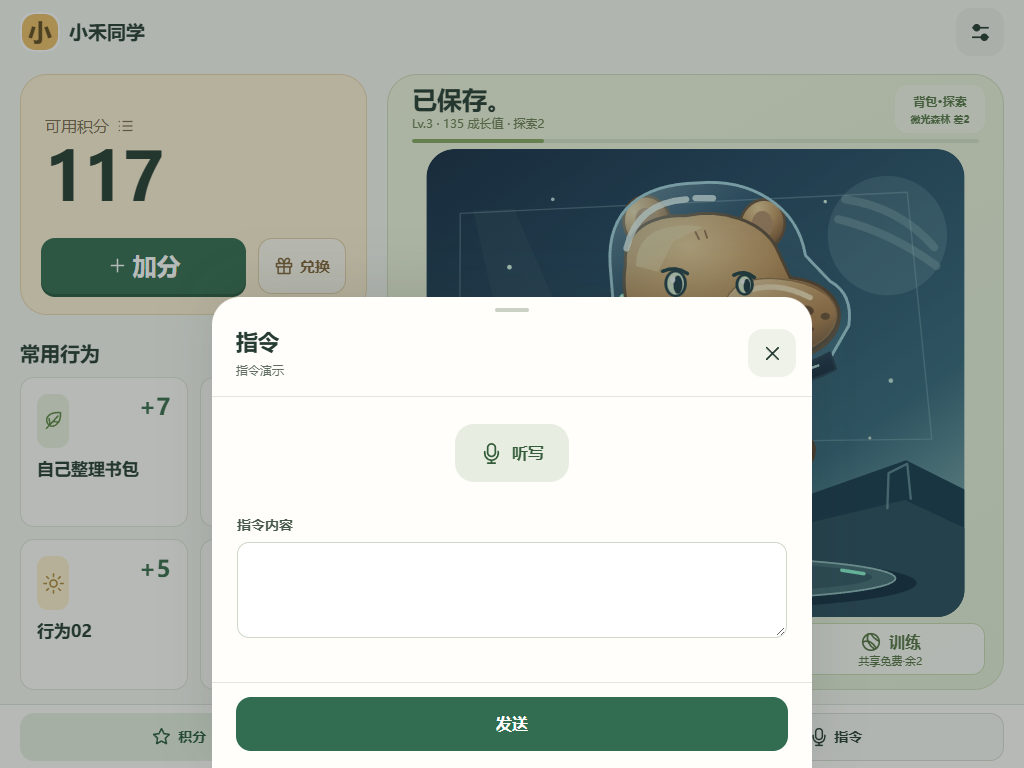 小 小禾同学
可用积分
117
+ 加分
兑换
已保存。
Lv.3 · 135 成长值 · 探索2
背包·探索
微光森林 差2
常用行为
+7
自己整理书包
+5
行为02
指令
指令演示
听写
指令内容
发送
训练
共享免费·余2
积分
指令